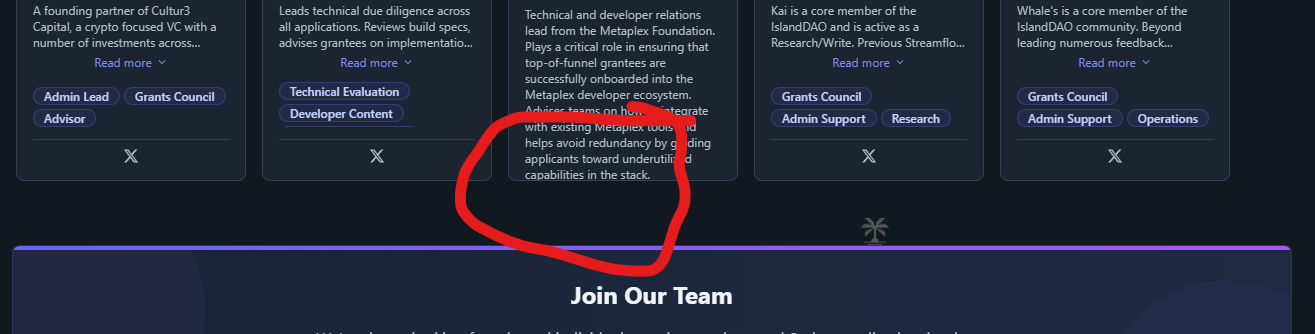 A founding partner of Cultur3
Capital, a crypto focused VC with a
number of investments across...
Read more
Admin Lead
Grants Council
Advisor
Leads technical due diligence across
all applications. Reviews build specs,
advises grantees on implementatio...
Read more
Technical Evaluation
Developer Content
Technical and developer relations
lead from the Metaplex Foundation.
Plays a critical role in ensuring that
top-of-funnel grantees are
successfully onboarded into the
Metaplex developer ecosystem.
Advises teams on how integrate
with existing Metaplex tools and
helps avoid redundancy by guiding
applicants toward underutilized
capabilities in the stack.
Kai is a core member of the
IslandDAO and is active as a
Research/Write. Previous Streamflo...
Read more
Grants Council
Admin Support
Research
Whale's is a core member of the
IslandDAO community. Beyond
leading numerous feedback...
Read more
Grants Council
Admin Support
Operations
Join Our Team